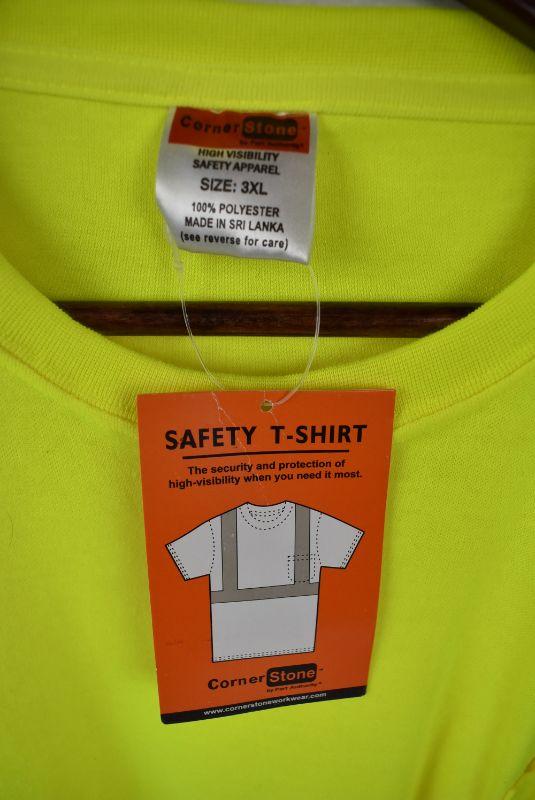 CornerStone™
by Port Authority®
HIGH VISIBILITY
SAFETY APPAREL
SIZE: 3XL
100% POLYESTER
MADE IN SRI LANKA
(see reverse for care)
SAFETY T-SHIRT
The security and protection of
high-visibility when you need it most.
CornerStone™
by Port Authority®
www.cornerstoneworkwear.com